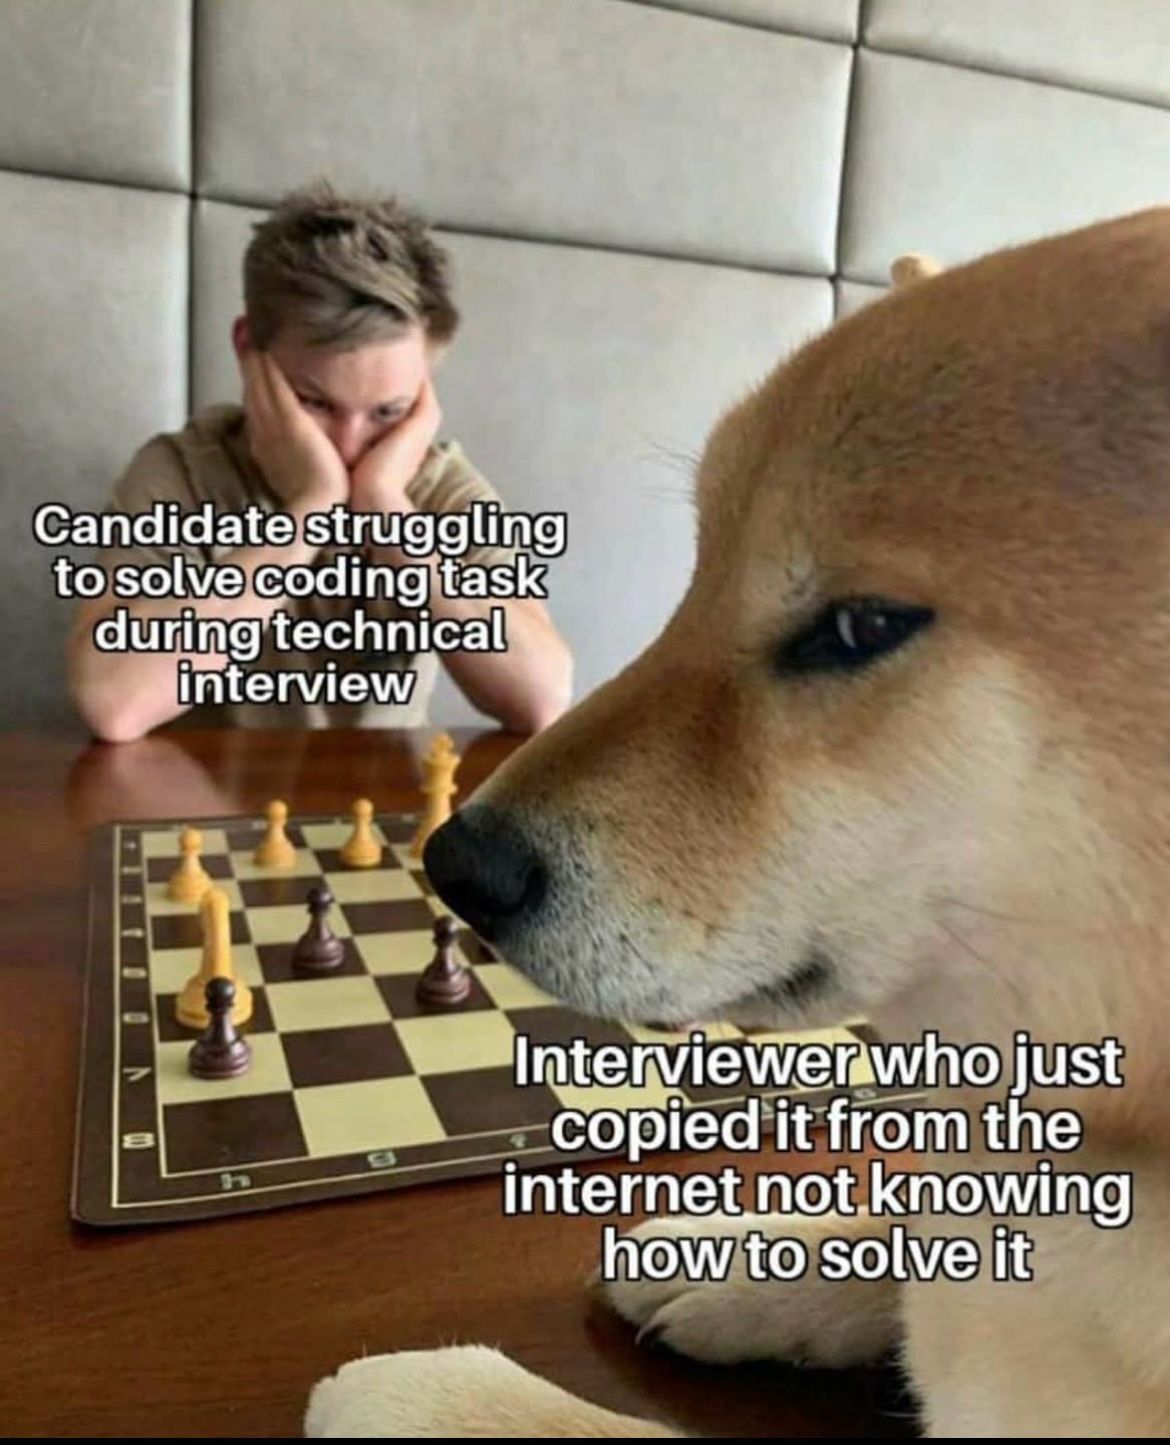 Candidate struggling
to solve coding task
during technical
interview
Interviewer who just
copied it from the
internet not knowing
how to solve it